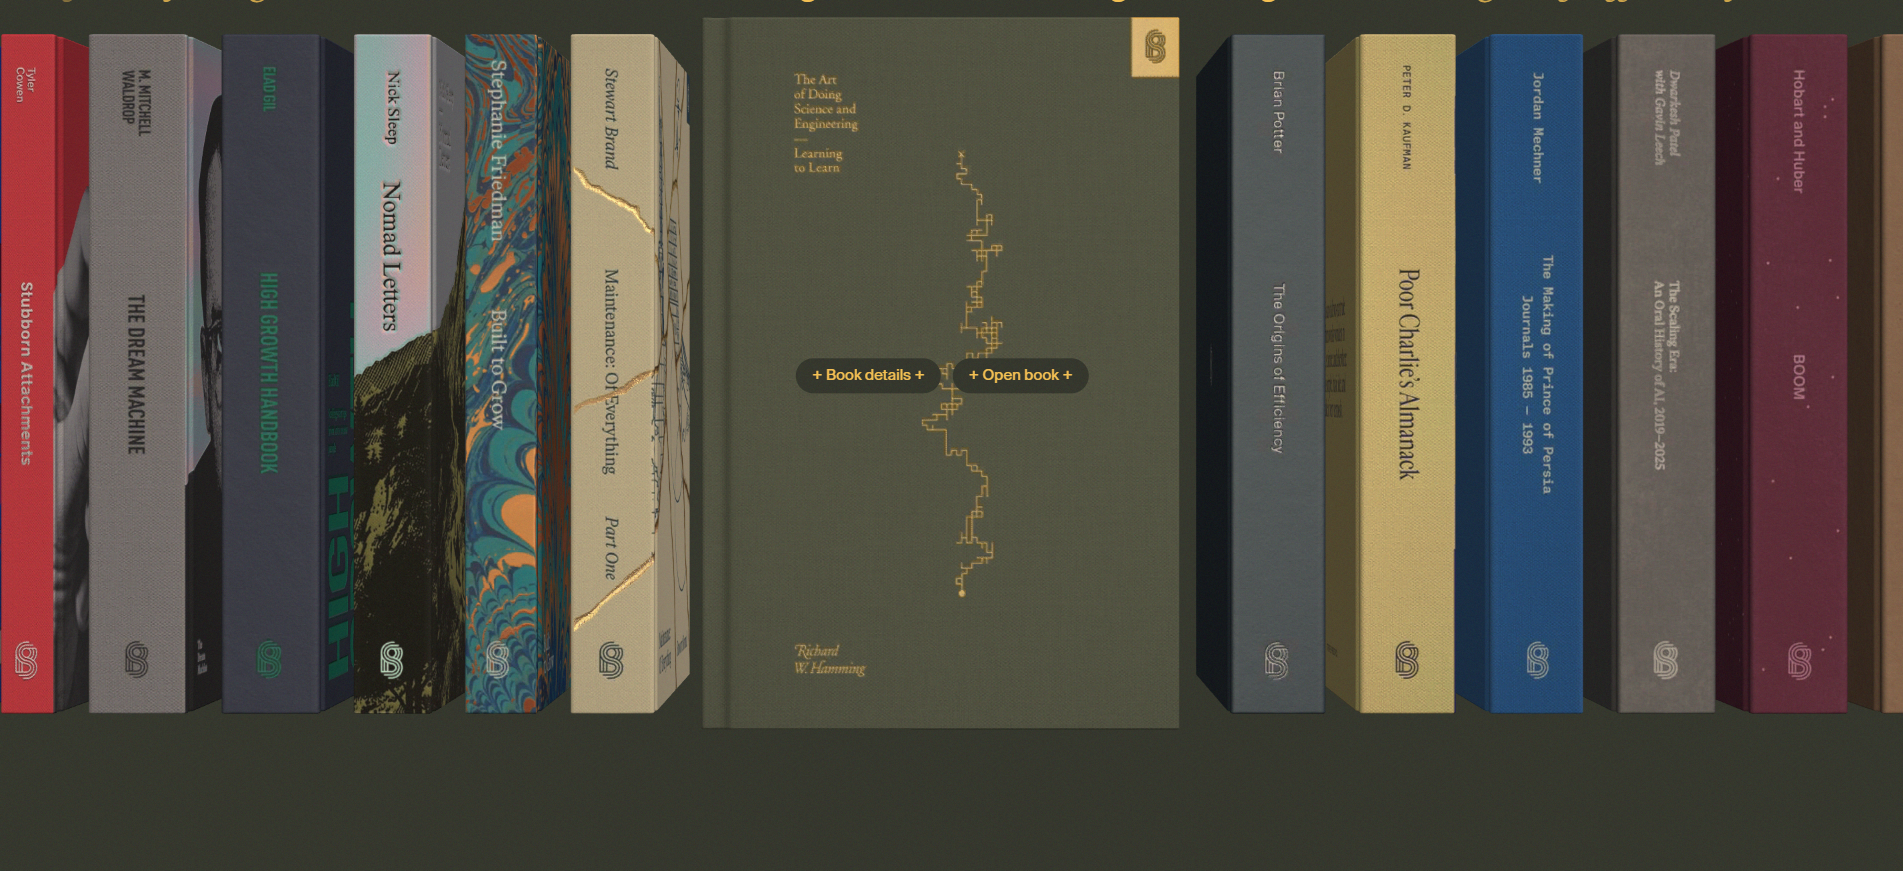 Tyler
Cowen
Stubborn Attachments
M. MITCHELL
WALDROP
THE DREAM MACHINE
ELAD GIL
HIGH GROWTH HANDBOOK
HIGH
Nick Sleep
Nomad Letters
Stephanie Friedman
Built to Grow
Stewart Brand
Maintenance: Of Everything
Part One
The Art
of Doing
Science and
Engineering
—
Learning
to Learn
+ Book details +
+ Open book +
Richard
W. Hamming
Brian Potter
The Origins of Efficiency
PETER D. KAUFMAN
Poor Charlie's Almanack
Jordan Mechner
The Making of Prince of Persia
Journals 1985 – 1993
Dwarkesh Patel
with Gavin Leech
The Scaling Era:
An Oral History of AI, 2019–2025
Hobart and Huber
BOOM